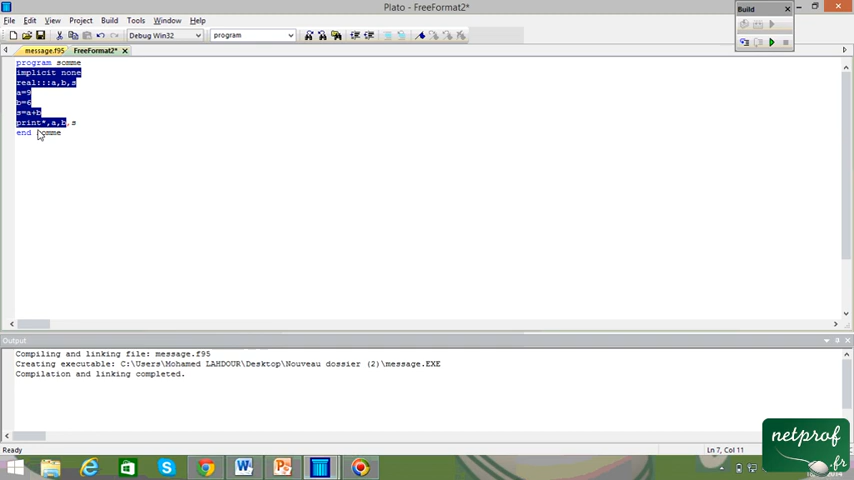 Plato - FreeFormat2*
File Edit View Project Build Tools Window Help
Debug Win32 program
Build
message.f95 FreeFormat2*
program somme
implicit none
real:::a,b,s
a=9
b=6
s=a+b
print*,a,b,s
end somme
Output
Compiling and linking file: message.f95
Creating executable: C:\Users\Mohamed LAHDOUR\Desktop\Nouveau dossier (2)\message.EXE
Compilation and linking completed.
Ready Ln 7, Col 11
netprof
.fr